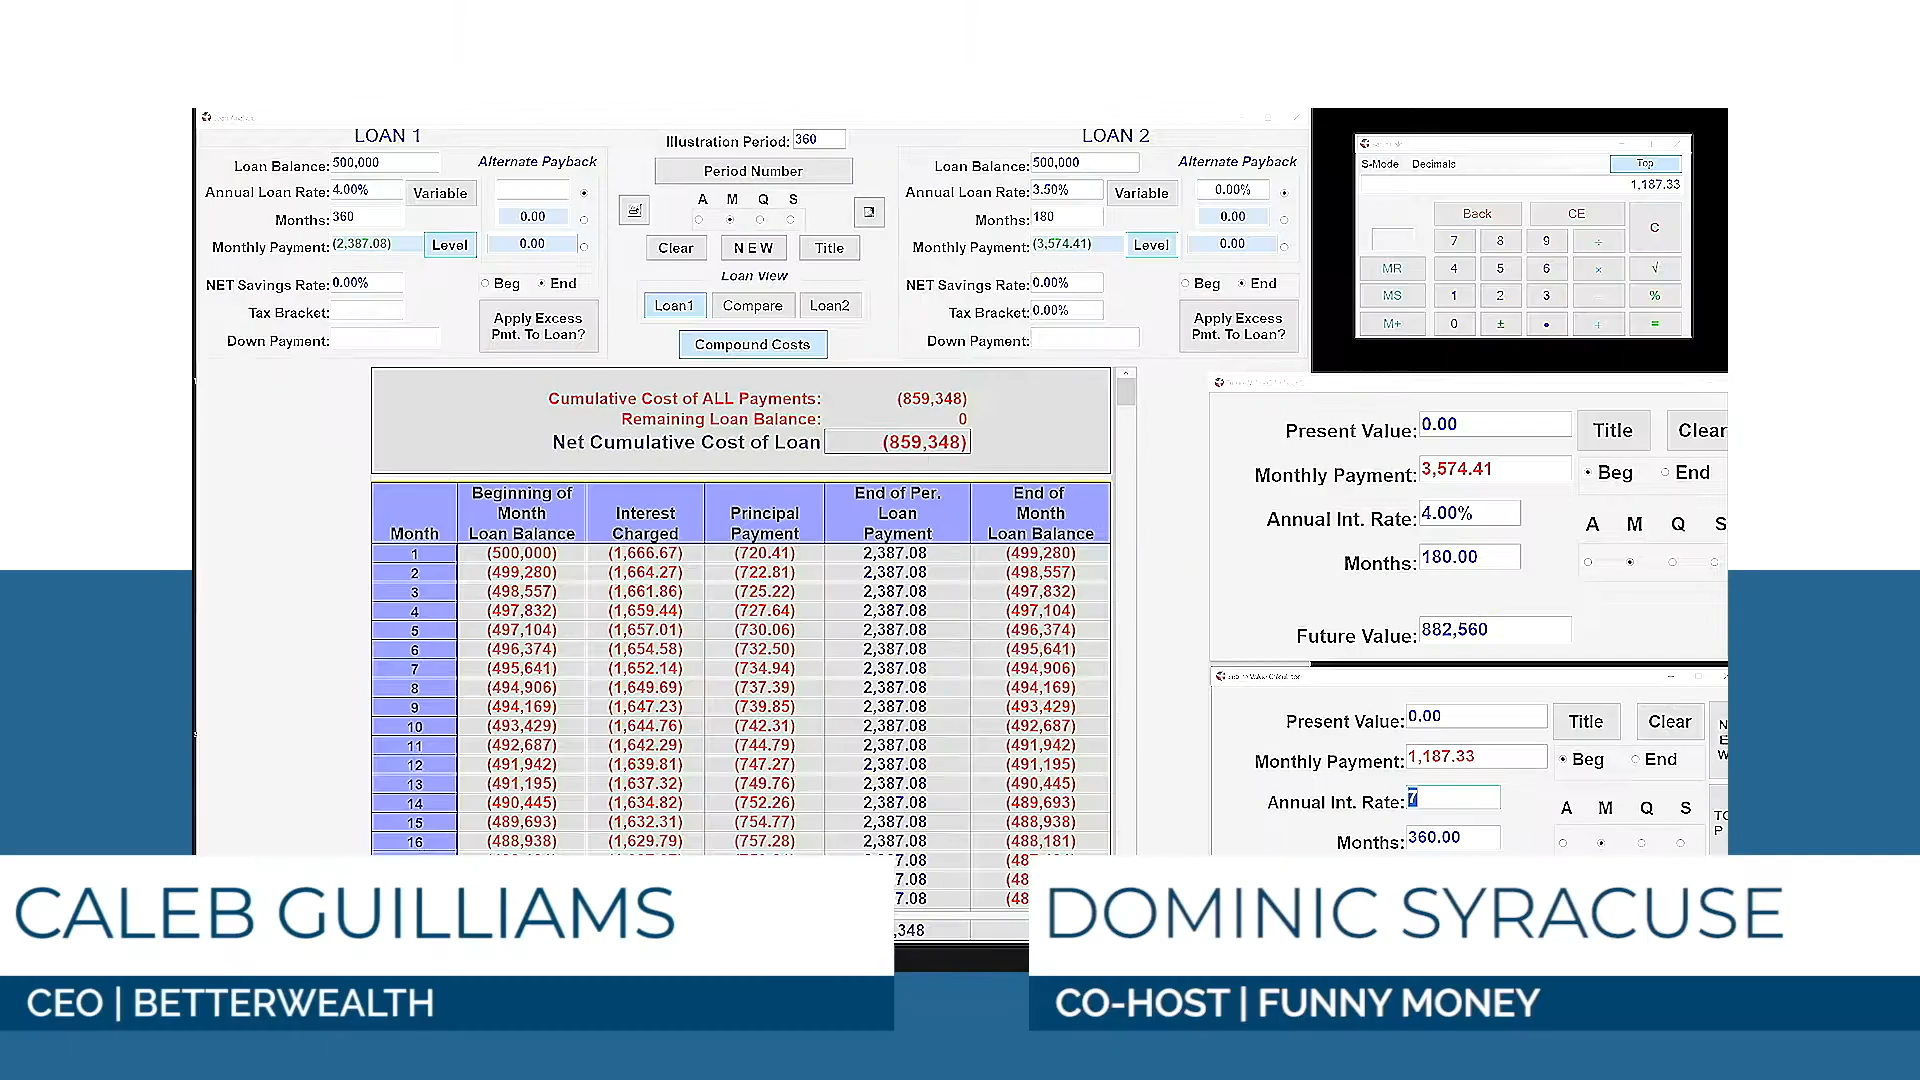 LOAN 1
Loan Balance: 500,000
Alternate Payback
Annual Loan Rate: 4.00% Variable
Months: 360 0.00
Monthly Payment: (2,387.08) Level 0.00
NET Savings Rate: 0.00% Beg End
Tax Bracket:
Down Payment:
Apply Excess
Pmt. To Loan?
Illustration Period: 360
Period Number
A M Q S
Clear NEW Title
Loan View
Loan1 Compare Loan2
Compound Costs
LOAN 2
Loan Balance: 500,000
Alternate Payback
Annual Loan Rate: 3.50% Variable 0.00%
Months: 180 0.00
Monthly Payment: (3,574.41) Level 0.00
NET Savings Rate: 0.00% Beg End
Tax Bracket: 0.00%
Down Payment:
Apply Excess
Pmt. To Loan?
S-Mode Decimals Top
1,187.33
Back CE C
7 8 9 ÷
MR 4 5 6 × √
MS 1 2 3 - %
M+ 0 ± • + =
Cumulative Cost of ALL Payments: (859,348)
Remaining Loan Balance: 0
Net Cumulative Cost of Loan (859,348)
Month
Beginning of
Month
Loan Balance
Interest
Charged
Principal
Payment
End of Per.
Loan
Payment
End of
Month
Loan Balance
1 (500,000) (1,666.67) (720.41) 2,387.08 (499,280)
2 (499,280) (1,664.27) (722.81) 2,387.08 (498,557)
3 (498,557) (1,661.86) (725.22) 2,387.08 (497,832)
4 (497,832) (1,659.44) (727.64) 2,387.08 (497,104)
5 (497,104) (1,657.01) (730.06) 2,387.08 (496,374)
6 (496,374) (1,654.58) (732.50) 2,387.08 (495,641)
7 (495,641) (1,652.14) (734.94) 2,387.08 (494,906)
8 (494,906) (1,649.69) (737.39) 2,387.08 (494,169)
9 (494,169) (1,647.23) (739.85) 2,387.08 (493,429)
10 (493,429) (1,644.76) (742.31) 2,387.08 (492,687)
11 (492,687) (1,642.29) (744.79) 2,387.08 (491,942)
12 (491,942) (1,639.81) (747.27) 2,387.08 (491,195)
13 (491,195) (1,637.32) (749.76) 2,387.08 (490,445)
14 (490,445) (1,634.82) (752.26) 2,387.08 (489,693)
15 (489,693) (1,632.31) (754.77) 2,387.08 (488,938)
16 (488,938) (1,629.79) (757.28) 2,387.08 (488,181)
7.08 (48
7.08 (48
,348
Present Value: 0.00 Title Clear
Monthly Payment: 3,574.41 Beg End
Annual Int. Rate: 4.00% A M Q S
Months: 180.00
Future Value: 882,560
Present Value: 0.00 Title Clear
Monthly Payment: 1,187.33 Beg End
Annual Int. Rate: 7 A M Q S
Months: 360.00
CALEB GUILLIAMS
CEO | BETTERWEALTH
DOMINIC SYRACUSE
CO-HOST | FUNNY MONEY